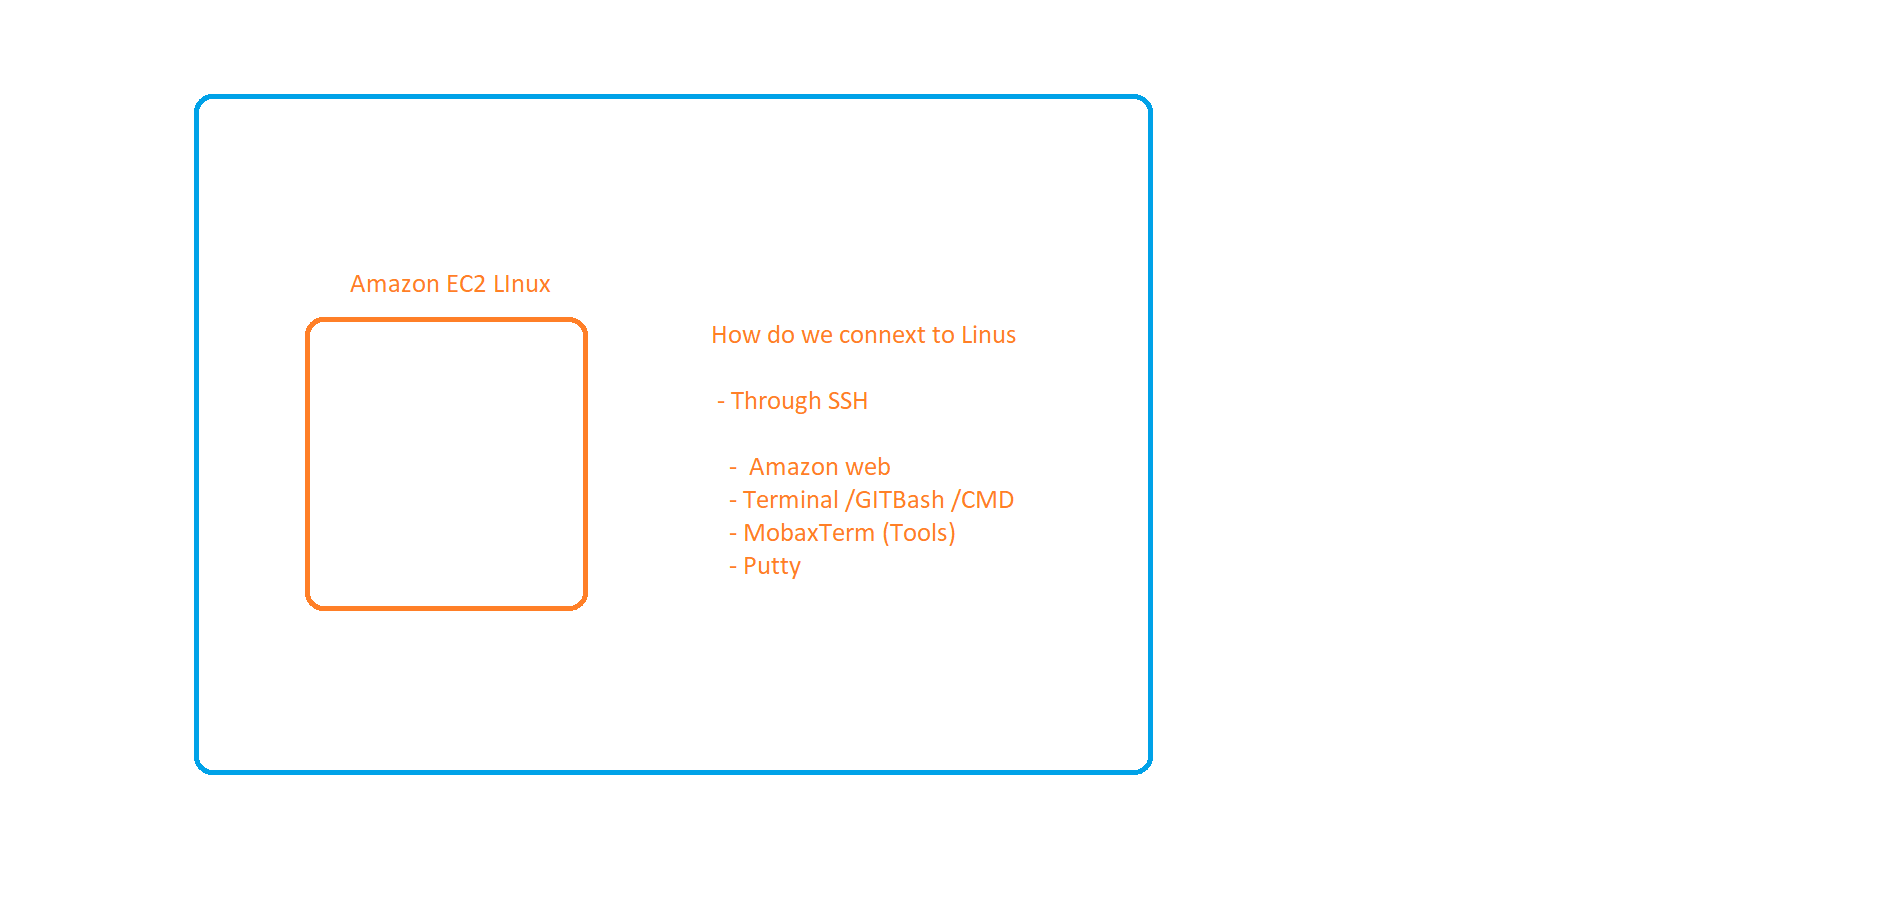 Amazon EC2 LInux
How do we connext to Linus
- Through SSH
- Amazon web
- Terminal /GITBash /CMD
- MobaxTerm (Tools)
- Putty